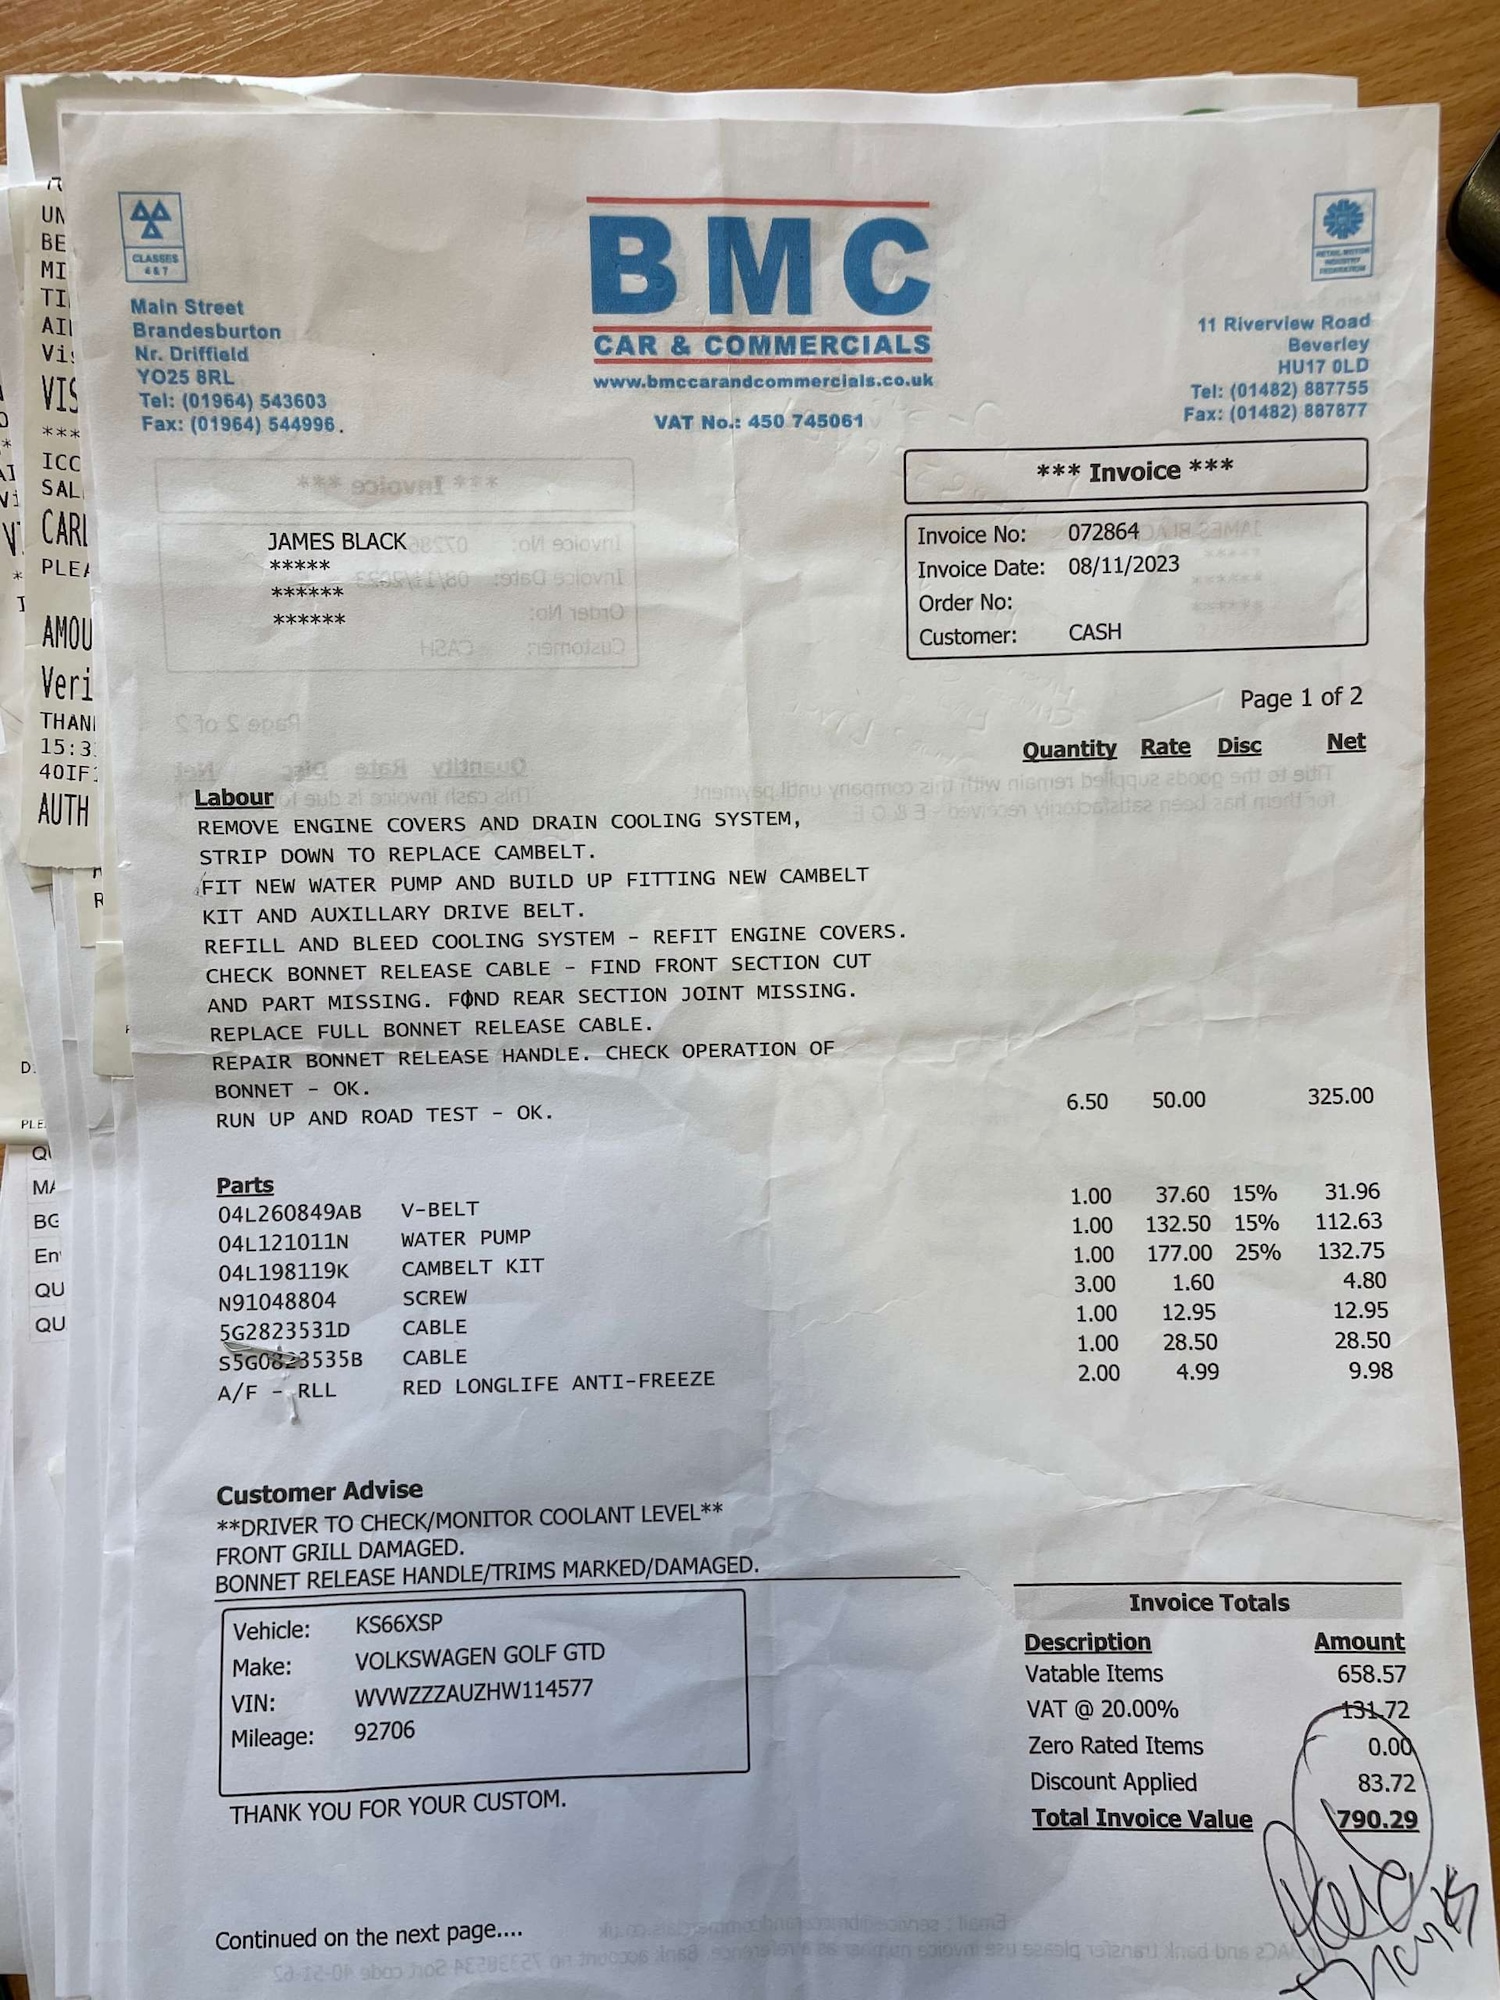 CLASSES
4 & 7
Main Street
Brandesburton
Nr. Driffield
YO25 8RL
Tel: (01964) 543603
Fax: (01964) 544996.
BMC
CAR & COMMERCIALS
www.bmccarandcommercials.co.uk
VAT No.: 450 745061
RETAIL MOTOR
INDUSTRY
FEDERATION
11 Riverview Road
Beverley
HU17 0LD
Tel: (01482) 887755
Fax: (01482) 887877
*** Invoice ***
JAMES BLACK
*****
******
******
Invoice No: 072864
Invoice Date: 08/11/2023
Order No:
Customer: CASH
Page 1 of 2
Quantity Rate Disc Net
Labour
REMOVE ENGINE COVERS AND DRAIN COOLING SYSTEM,
STRIP DOWN TO REPLACE CAMBELT.
FIT NEW WATER PUMP AND BUILD UP FITTING NEW CAMBELT
KIT AND AUXILLARY DRIVE BELT.
REFILL AND BLEED COOLING SYSTEM - REFIT ENGINE COVERS.
CHECK BONNET RELEASE CABLE - FIND FRONT SECTION CUT
AND PART MISSING. FOND REAR SECTION JOINT MISSING.
REPLACE FULL BONNET RELEASE CABLE.
REPAIR BONNET RELEASE HANDLE. CHECK OPERATION OF
BONNET - OK.
RUN UP AND ROAD TEST - OK. 6.50 50.00 325.00
Parts
04L260849AB V-BELT 1.00 37.60 15% 31.96
04L121011N WATER PUMP 1.00 132.50 15% 112.63
04L198119K CAMBELT KIT 1.00 177.00 25% 132.75
N91048804 SCREW 3.00 1.60 4.80
5G2823531D CABLE 1.00 12.95 12.95
S5G0823535B CABLE 1.00 28.50 28.50
A/F - RLL RED LONGLIFE ANTI-FREEZE 2.00 4.99 9.98
Customer Advise
**DRIVER TO CHECK/MONITOR COOLANT LEVEL**
FRONT GRILL DAMAGED.
BONNET RELEASE HANDLE/TRIMS MARKED/DAMAGED.
Vehicle: KS66XSP
Make: VOLKSWAGEN GOLF GTD
VIN: WVWZZZAUZHW114577
Mileage: 92706
THANK YOU FOR YOUR CUSTOM.
Invoice Totals
Description Amount
Vatable Items 658.57
VAT @ 20.00% 131.72
Zero Rated Items 0.00
Discount Applied 83.72
Total Invoice Value 790.29
Continued on the next page....